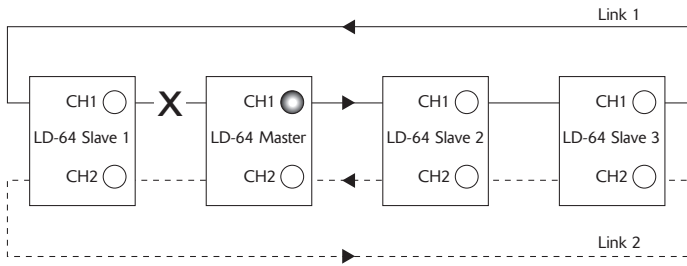 Link 1
CH1 X CH1 CH1 CH1
LD-64 Slave 1 LD-64 Master LD-64 Slave 2 LD-64 Slave 3
CH2 CH2 CH2 CH2
Link 2